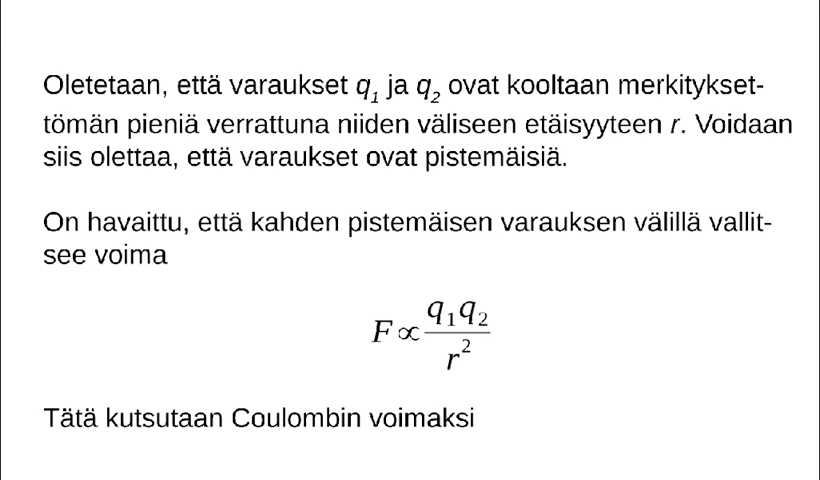 Oletetaan, että varaukset q₁ ja q₂ ovat kooltaan merkitykset-
tömän pieniä verrattuna niiden väliseen etäisyyteen r. Voidaan
siis olettaa, että varaukset ovat pistemäisiä.
On havaittu, että kahden pistemäisen varauksen välillä vallit-
see voima
F ∝ q₁q₂ / r²
Tätä kutsutaan Coulombin voimaksi